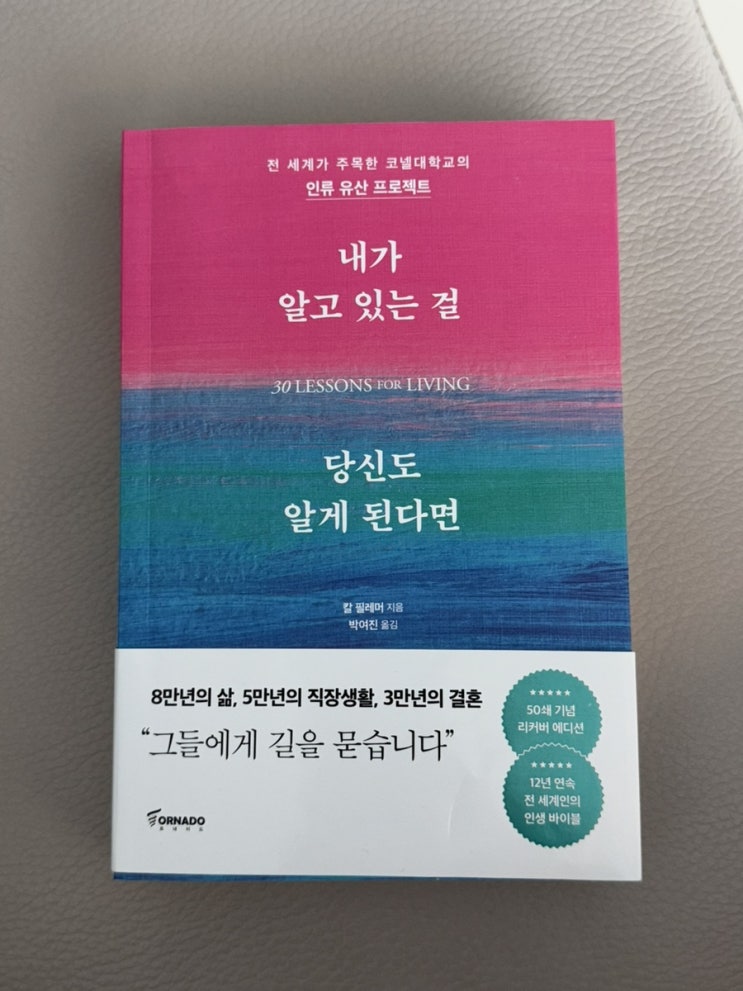 전 세계가 주목한 코넬대학교의
인류 유산 프로젝트
내가
알고 있는 걸
30 LESSONS FOR LIVING
당신도
알게 된다면
칼 필레머 지음
박여진 옮김
8만년의 삶, 5만년의 직장생활, 3만년의 결혼
“그들에게 길을 묻습니다”
★★★★★
50쇄 기념
리커버 에디션
★★★★★
12년 연속
전 세계인의
인생 바이블
TORNADO
토네이도